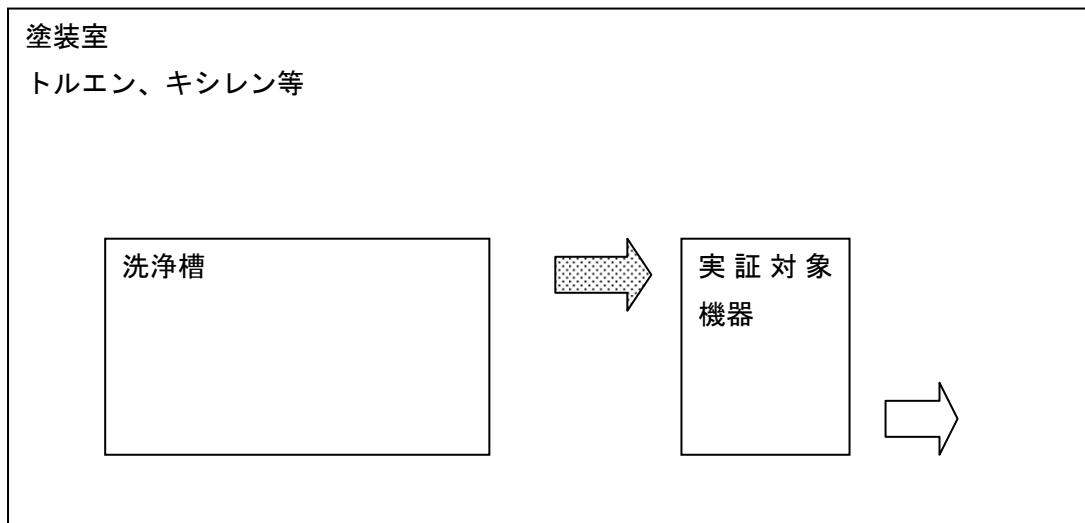 塗装室
トルエン、キシレン等
洗浄槽
実証対象
機器